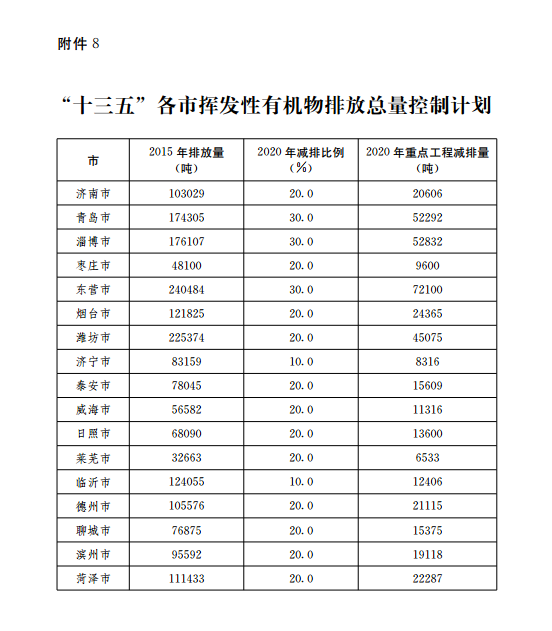 附件 8
“十三五”各市挥发性有机物排放总量控制计划
市 2015 年排放量（吨） 2020 年减排比例（%） 2020 年重点工程减排量（吨）
济南市 103029 20.0 20606
青岛市 174305 30.0 52292
淄博市 176107 30.0 52832
枣庄市 48100 20.0 9600
东营市 240484 30.0 72100
烟台市 121825 20.0 24365
潍坊市 225374 20.0 45075
济宁市 83159 10.0 8316
泰安市 78045 20.0 15609
威海市 56582 20.0 11316
日照市 68090 20.0 13600
莱芜市 32663 20.0 6533
临沂市 124055 10.0 12406
德州市 105576 20.0 21115
聊城市 76875 20.0 15375
滨州市 95592 20.0 19118
菏泽市 111433 20.0 22287